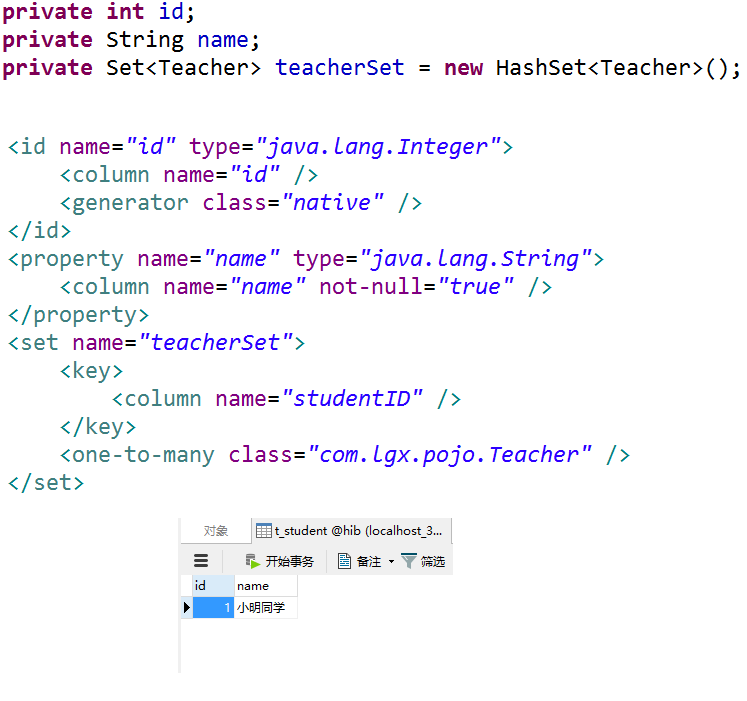 private int id;
private String name;
private Set<Teacher> teacherSet = new HashSet<Teacher>();
<id name="id" type="java.lang.Integer">
<column name="id" />
<generator class="native" />
</id>
<property name="name" type="java.lang.String">
<column name="name" not-null="true" />
</property>
<set name="teacherSet">
<key>
<column name="studentID" />
</key>
<one-to-many class="com.lgx.pojo.Teacher" />
</set>
对象 t_student @hib (localhost_3...
开始事务 备注 筛选
id name
1 小明同学